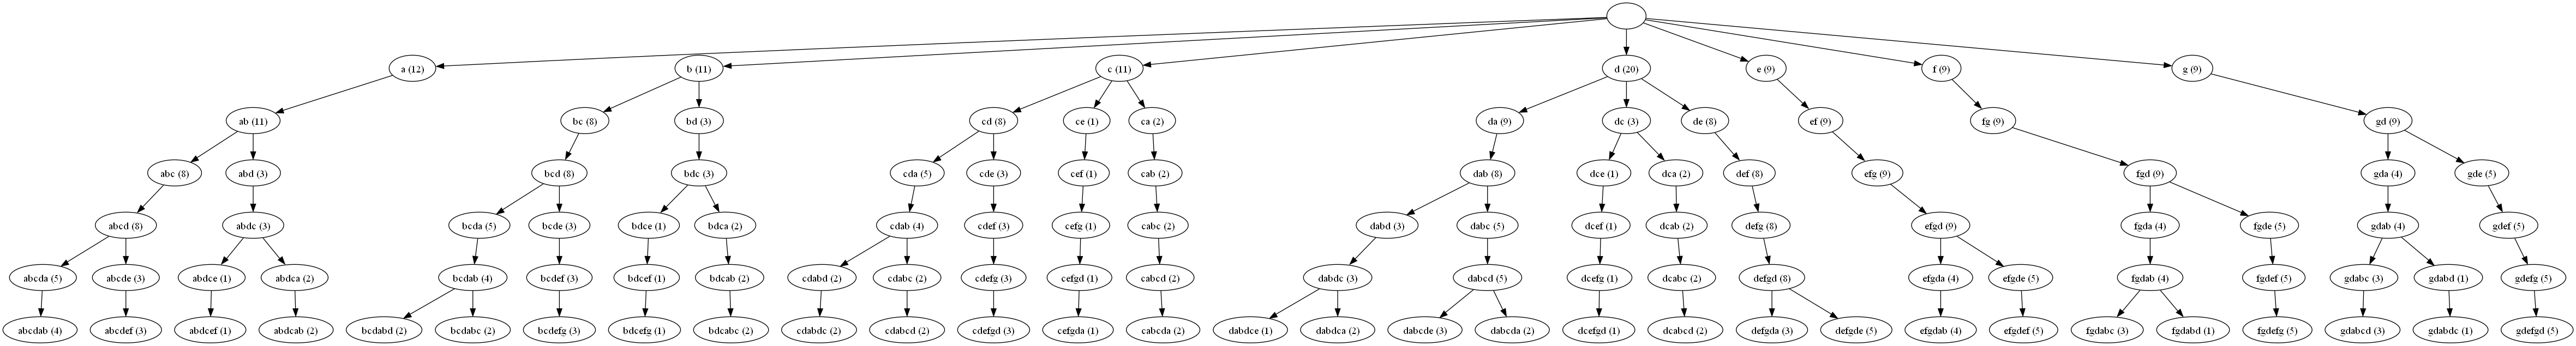 a (12) b (11) c (11) d (20) e (9) f (9) g (9)
ab (11) bc (8) bd (3) cd (8) ce (1) ca (2) da (9) dc (3) de (8) ef (9) fg (9) gd (9)
abc (8) abd (3) bcd (8) bdc (3) cda (5) cde (3) cef (1) cab (2) dab (8) dce (1) dca (2) def (8) efg (9) fgd (9) gda (4) gde (5)
abcd (8) abdc (3) bcda (5) bcde (3) bdce (1) bdca (2) cdab (4) cdef (3) cefg (1) cabc (2) dabd (3) dabc (5) dcef (1) dcab (2) defg (8) efgd (9) fgda (4) fgde (5) gdab (4) gdef (5)
abcda (5) abcde (3) abdce (1) abdca (2) bcdab (4) bcdef (3) bdcef (1) bdcab (2) cdabd (2) cdabc (2) cdefg (3) cefgd (1) cabcd (2) dabdc (3) dabcd (5) dcefg (1) dcabc (2) defgd (8) efgda (4) efgde (5) fgdab (4) fgdef (5) gdabc (3) gdabd (1) gdefg (5)
abcdab (4) abcdef (3) abdcef (1) abdcab (2) bcdabd (2) bcdabc (2) bcdefg (3) bdcefg (1) bdcabc (2) cdabdc (2) cdabcd (2) cdefgd (3) cefgda (1) cabcda (2) dabdce (1) dabdca (2) dabcde (3) dabcda (2) dcefgd (1) dcabcd (2) defgda (3) defgde (5) efgdab (4) efgdef (5) fgdabc (3) fgdabd (1) fgdefg (5) gdabcd (3) gdabdc (1) gdefgd (5)